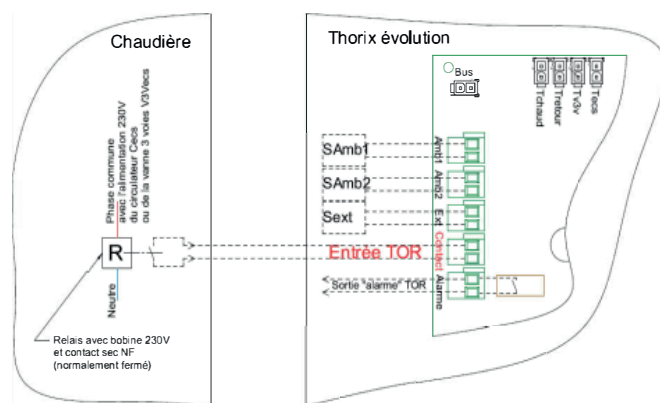 Chaudière
Thorix évolution
Bus
Tchaud
Tretour
Tv3v
Tecs
Phase commune
avec l'alimentation 230V
du circulateur Cecs
ou de la vanne 3 voies V3Vecs
SAmb1
Amb1
SAmb2
Amb2
Sext
Ext
R
Entrée TOR
Contact
Neutre
Sortie "alarme" TOR
Alarme
Relais avec bobine 230V
et contact sec NF
(normalement fermé)